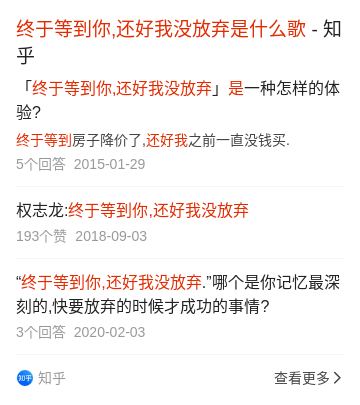 终于等到你,还好我没放弃是什么歌 - 知
乎
「终于等到你,还好我没放弃」是一种怎样的体
验?
终于等到房子降价了,还好我之前一直没钱买.
5个回答 2015-01-29
权志龙:终于等到你,还好我没放弃
193个赞 2018-09-03
“终于等到你,还好我没放弃.”哪个是你记忆最深
刻的,快要放弃的时候才成功的事情?
3个回答 2020-02-03
知乎 知乎 查看更多